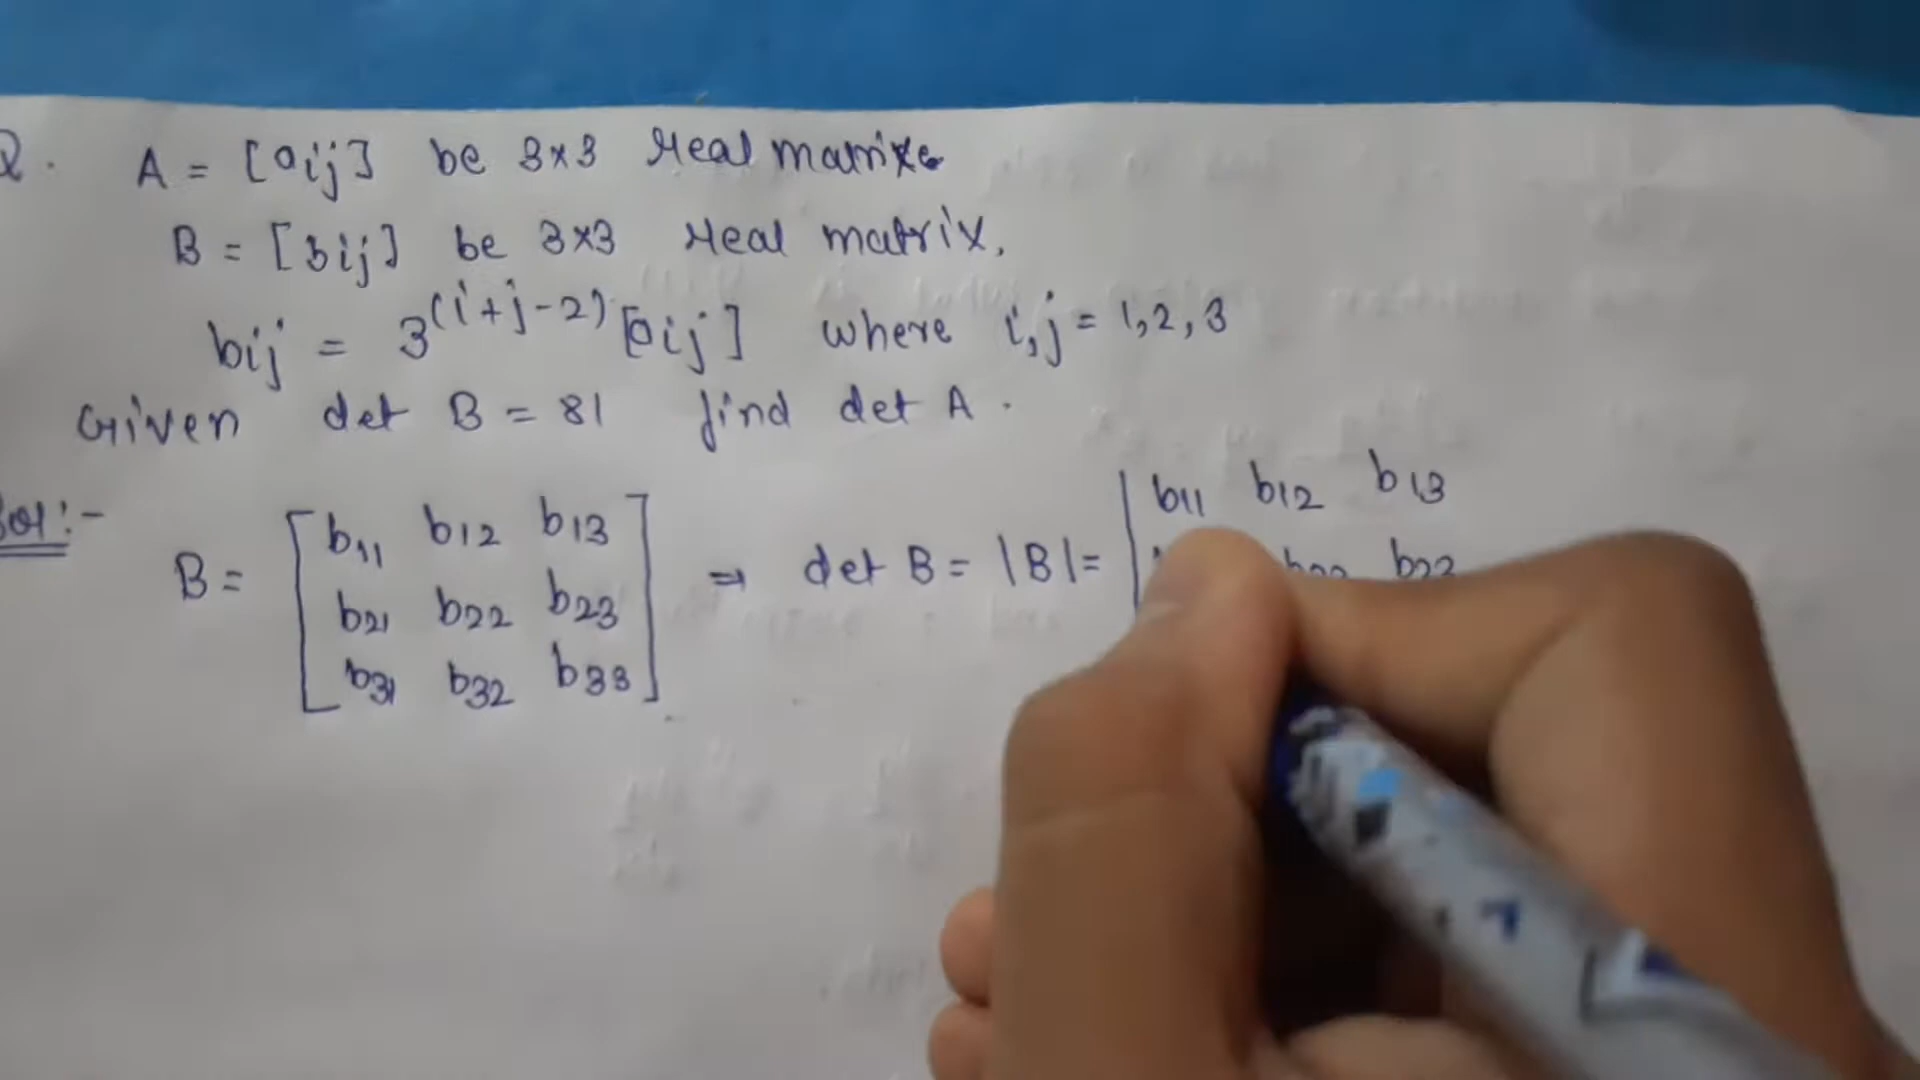 Q. A = [aij] be 3×3 real matrix
B = [bij] be 3×3 real matrix.
bij = 3^(i+j-2) [aij] where i,j = 1,2,3
Given det B = 81 find det A.
Sol:-
B = [b11 b12 b13 ⇒ det B = |B| = |b11 b12 b13
b21 b22 b23
b31 b32 b33]